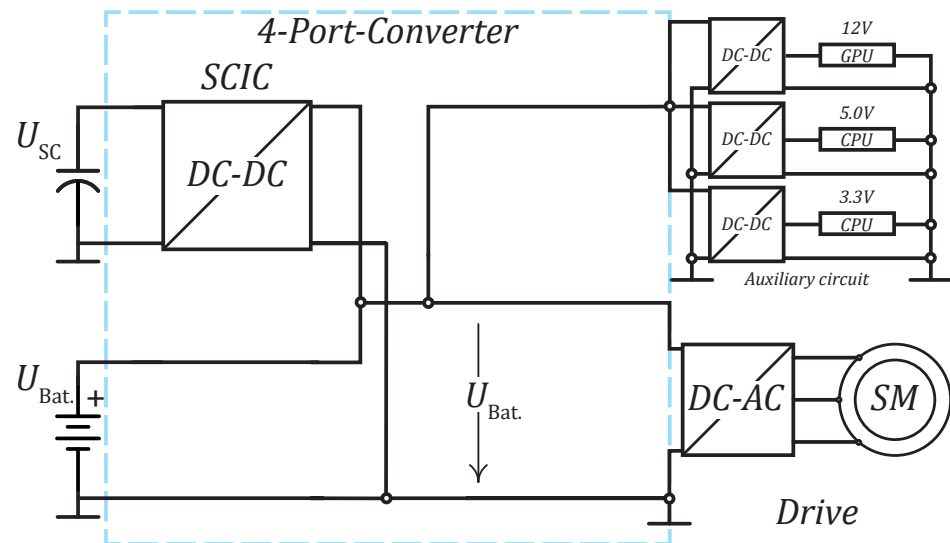 4-Port-Converter
SCIC
DC-DC
U_SC
U_Bat.
+
U_Bat.
12V
DC-DC
GPU
5.0V
DC-DC
CPU
3.3V
DC-DC
CPU
Auxiliary circuit
DC-AC
SM
Drive